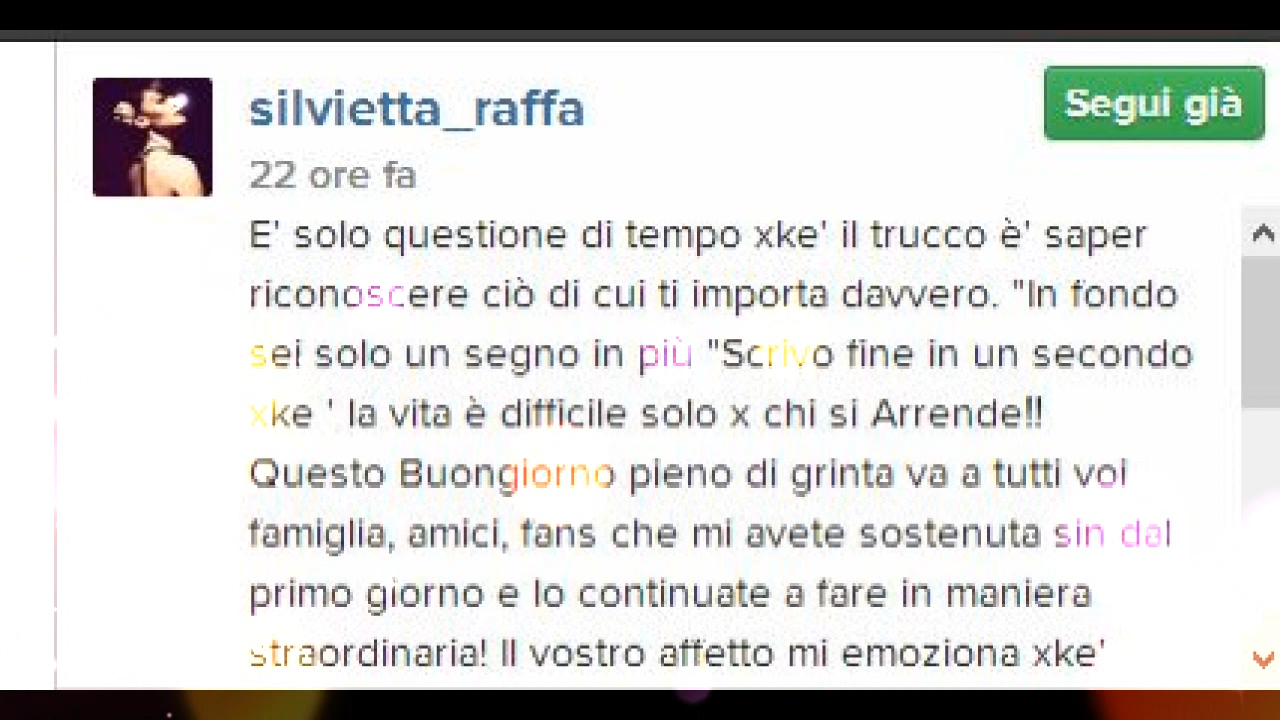 silvietta_raffa
Segui già
22 ore fa
E' solo questione di tempo xke' il trucco è' saper
riconoscere ciò di cui ti importa davvero. "In fondo
sei solo un segno in più "Scrivo fine in un secondo
xke ' la vita è difficile solo x chi si Arrende!!
Questo Buongiorno pieno di grinta va a tutti voi
famiglia, amici, fans che mi avete sostenuta sin dal
primo giorno e lo continuate a fare in maniera
straordinaria! Il vostro affetto mi emoziona xke'